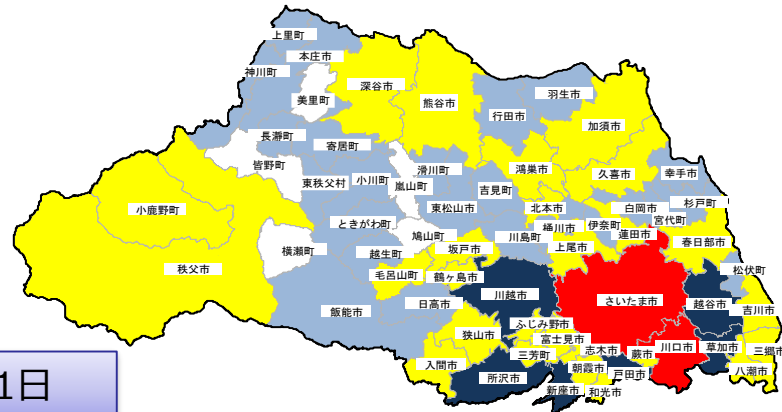 上里町
本庄市
神川町
美里町
深谷市
熊谷市
行田市
羽生市
加須市
長瀞町
皆野町
寄居町
東秩父村
小川町
嵐山町
滑川町
東松山市
吉見町
鴻巣市
久喜市
幸手市
北本市
白岡市
杉戸町
宮代町
小鹿野町
秩父市
横瀬町
ときがわ町
越生町
毛呂山町
鳩山町
坂戸市
鶴ヶ島市
川島町
桶川市
伊奈町
蓮田市
上尾市
春日部市
松伏町
飯能市
日高市
川越市
さいたま市
越谷市
吉川市
狭山市
ふじみ野市
富士見市
三芳町
志木市
蕨市
川口市
草加市
三郷市
入間市
所沢市
新座市
朝霞市
和光市
戸田市
八潮市
1日